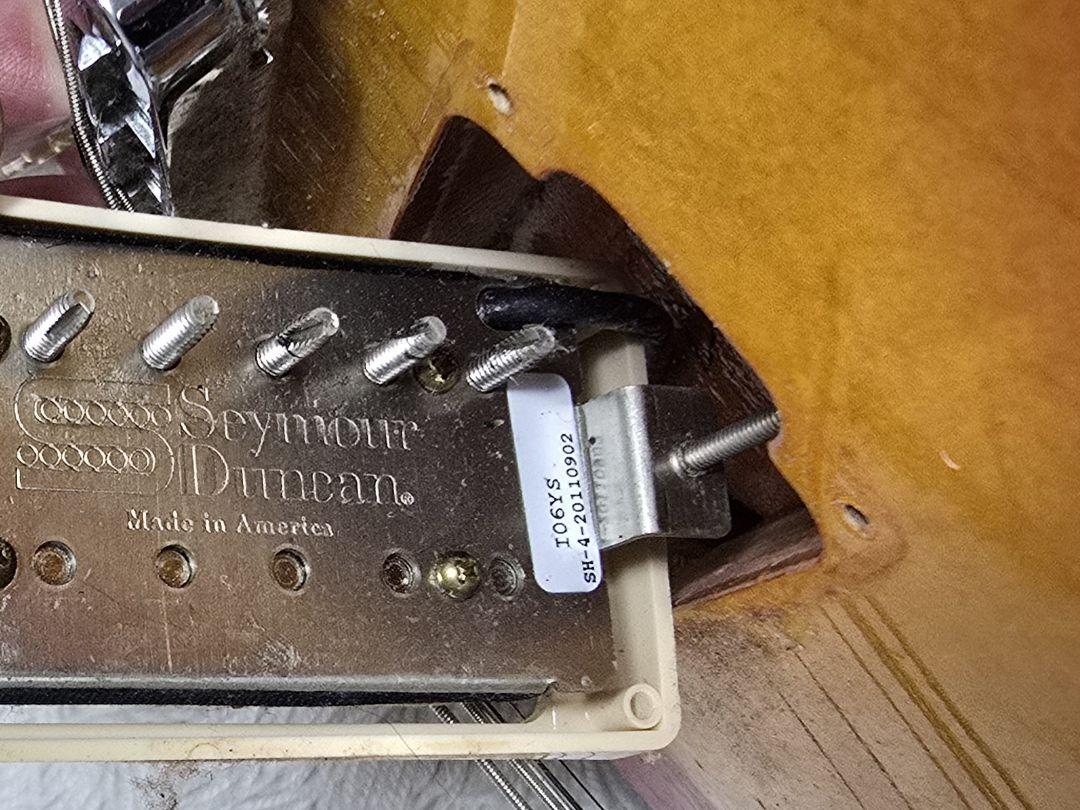 Seymour
Duncan®
Made in America
IO6YS
SH-4-20110902